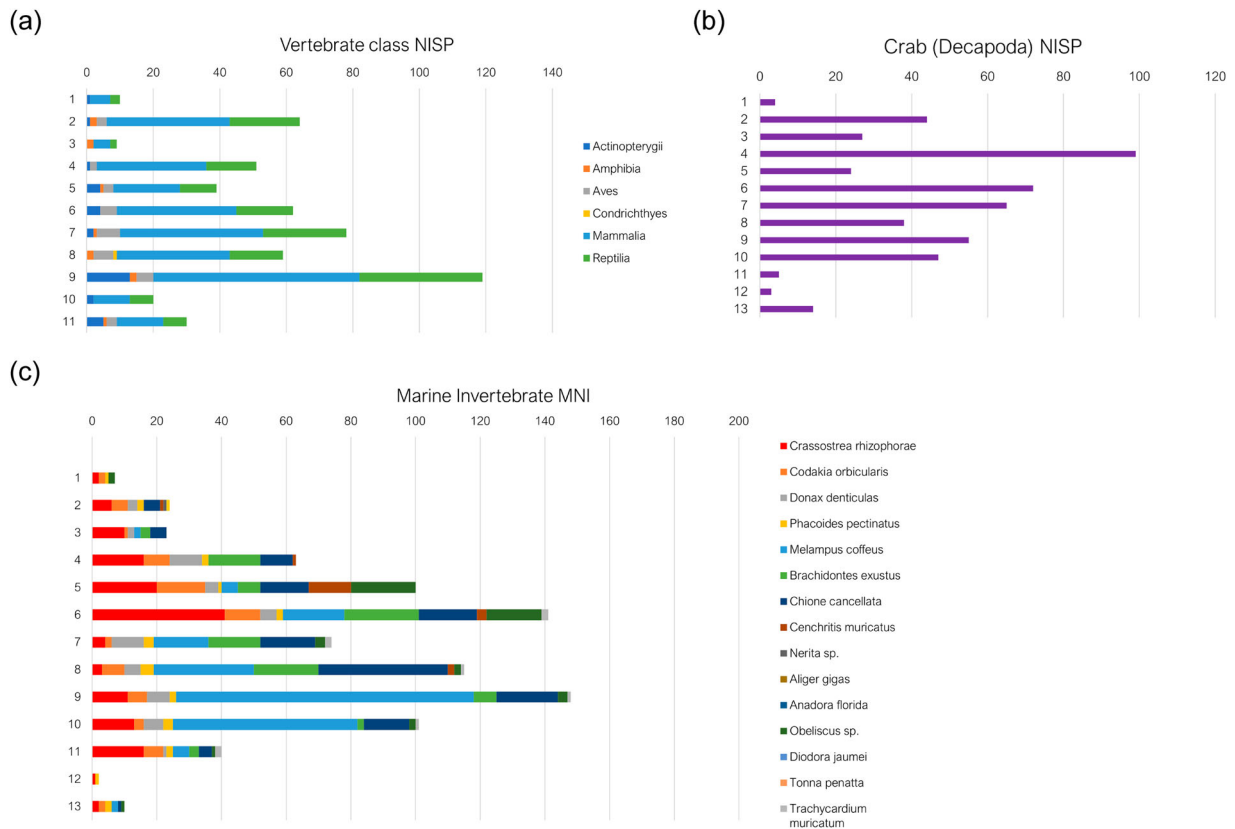 (a)
Vertebrate class NISP
0 20 40 60 80 100 120 140
1
2
3
4
5
6
7
8
9
10
11
Actinopterygii
Amphibia
Aves
Condrichthyes
Mammalia
Reptilia
(b)
Crab (Decapoda) NISP
0 20 40 60 80 100 120
1
2
3
4
5
6
7
8
9
10
11
12
13
(c)
Marine Invertebrate MNI
0 20 40 60 80 100 120 140 160 180 200
1
2
3
4
5
6
7
8
9
10
11
12
13
Crassostrea rhizophorae
Codakia orbicularis
Donax denticulas
Phacoides pectinatus
Melampus coffeus
Brachidontes exustus
Chione cancellata
Cenchritis muricatus
Nerita sp.
Aliger gigas
Anadora florida
Obeliscus sp.
Diodora jaumei
Tonna penatta
Trachycardium
muricatum